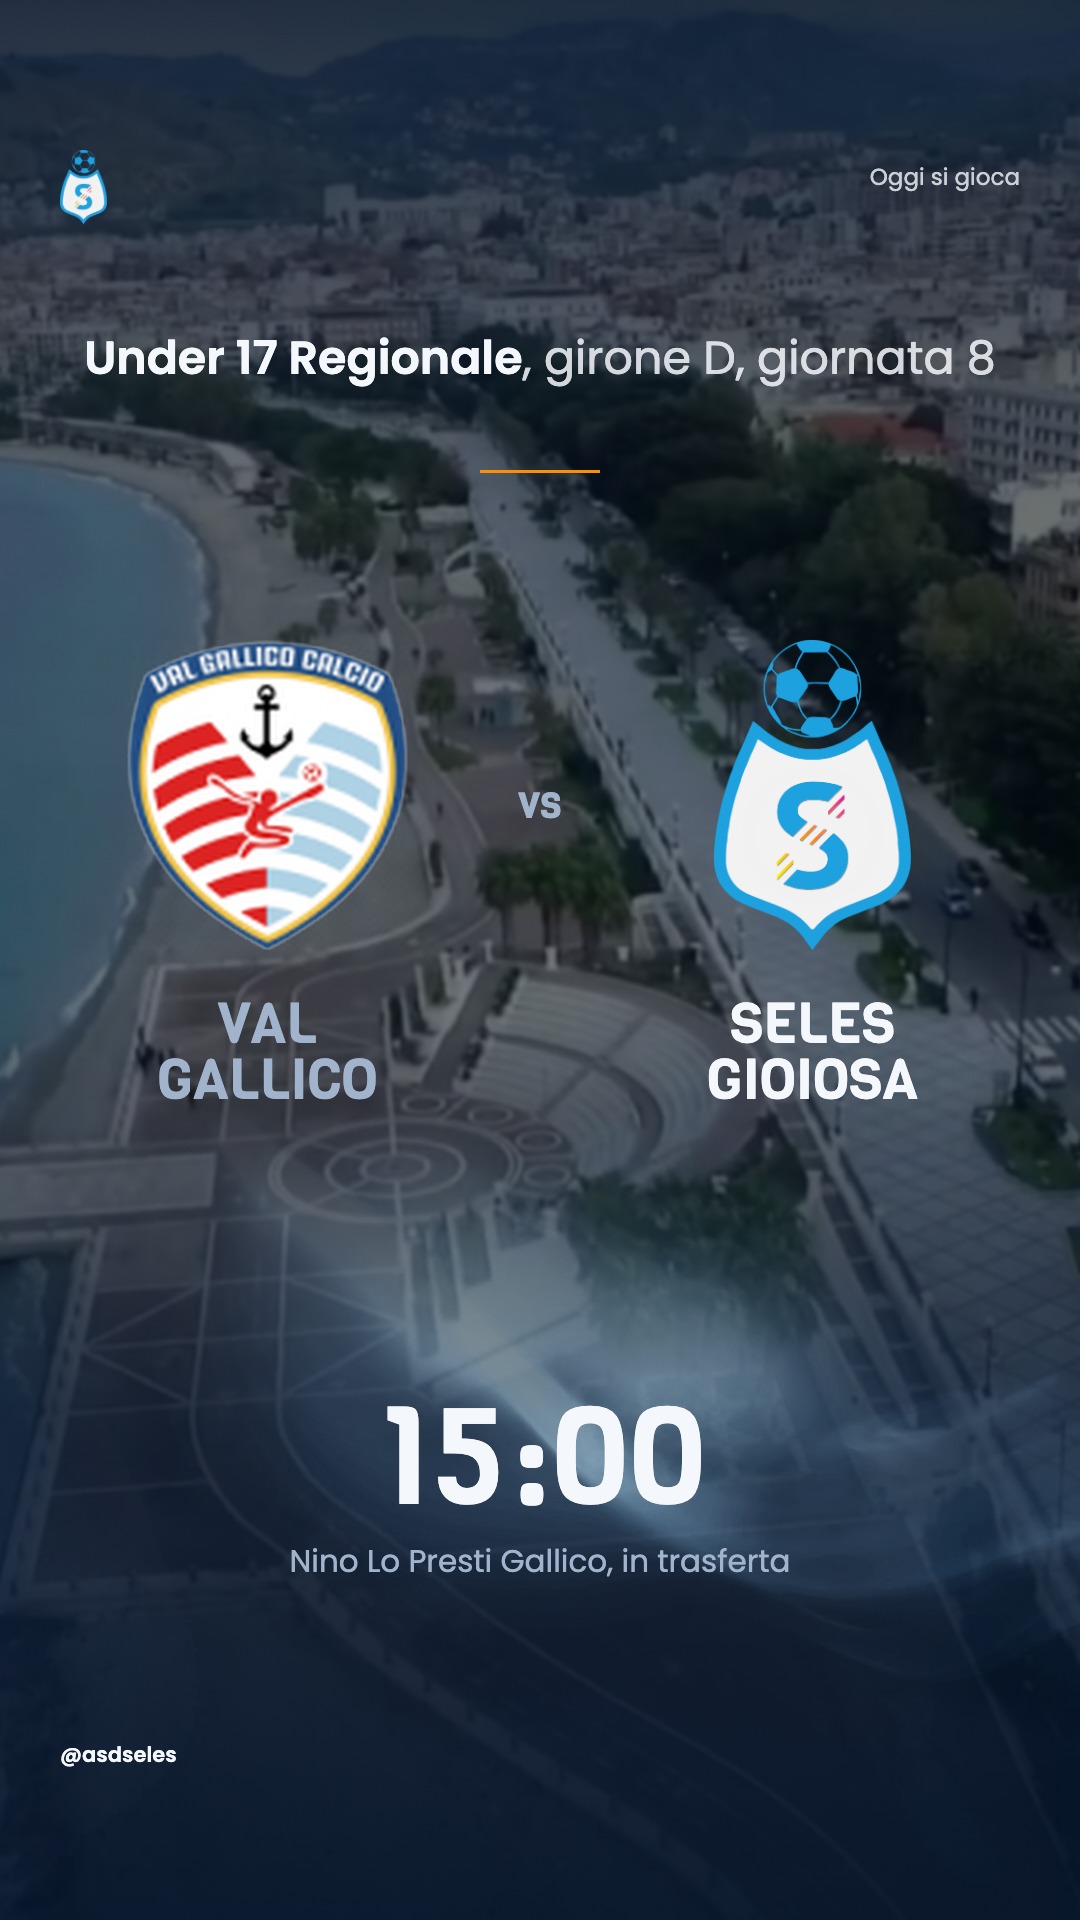 Oggi si gioca
Under 17 Regionale, girone D, giornata 8
VAL GALLICO CALCIO
S
VS
VAL
GALLICO
SELES
GIOIOSA
15:00
Nino Lo Presti Gallico, in trasferta
@asdseles